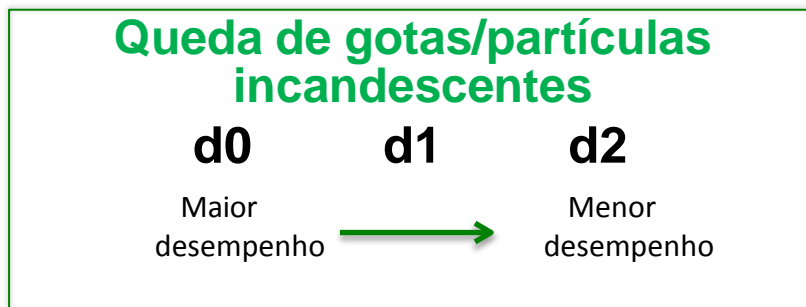 Queda de gotas/partículas
incandescentes
d0 d1 d2
Maior Menor
desempenho desempenho